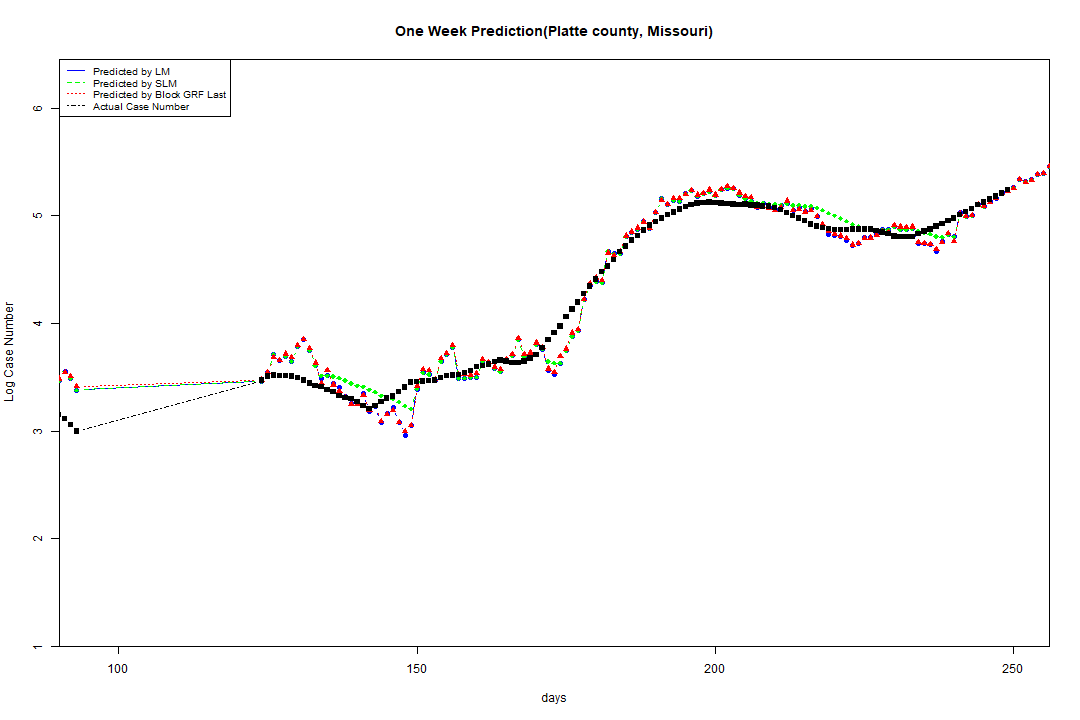 One Week Prediction(Platte county, Missouri)
Predicted by LM
Predicted by SLM
Predicted by Block GRF Last
Actual Case Number
6
5
4
3
2
1
Log Case Number
100
150
200
250
days